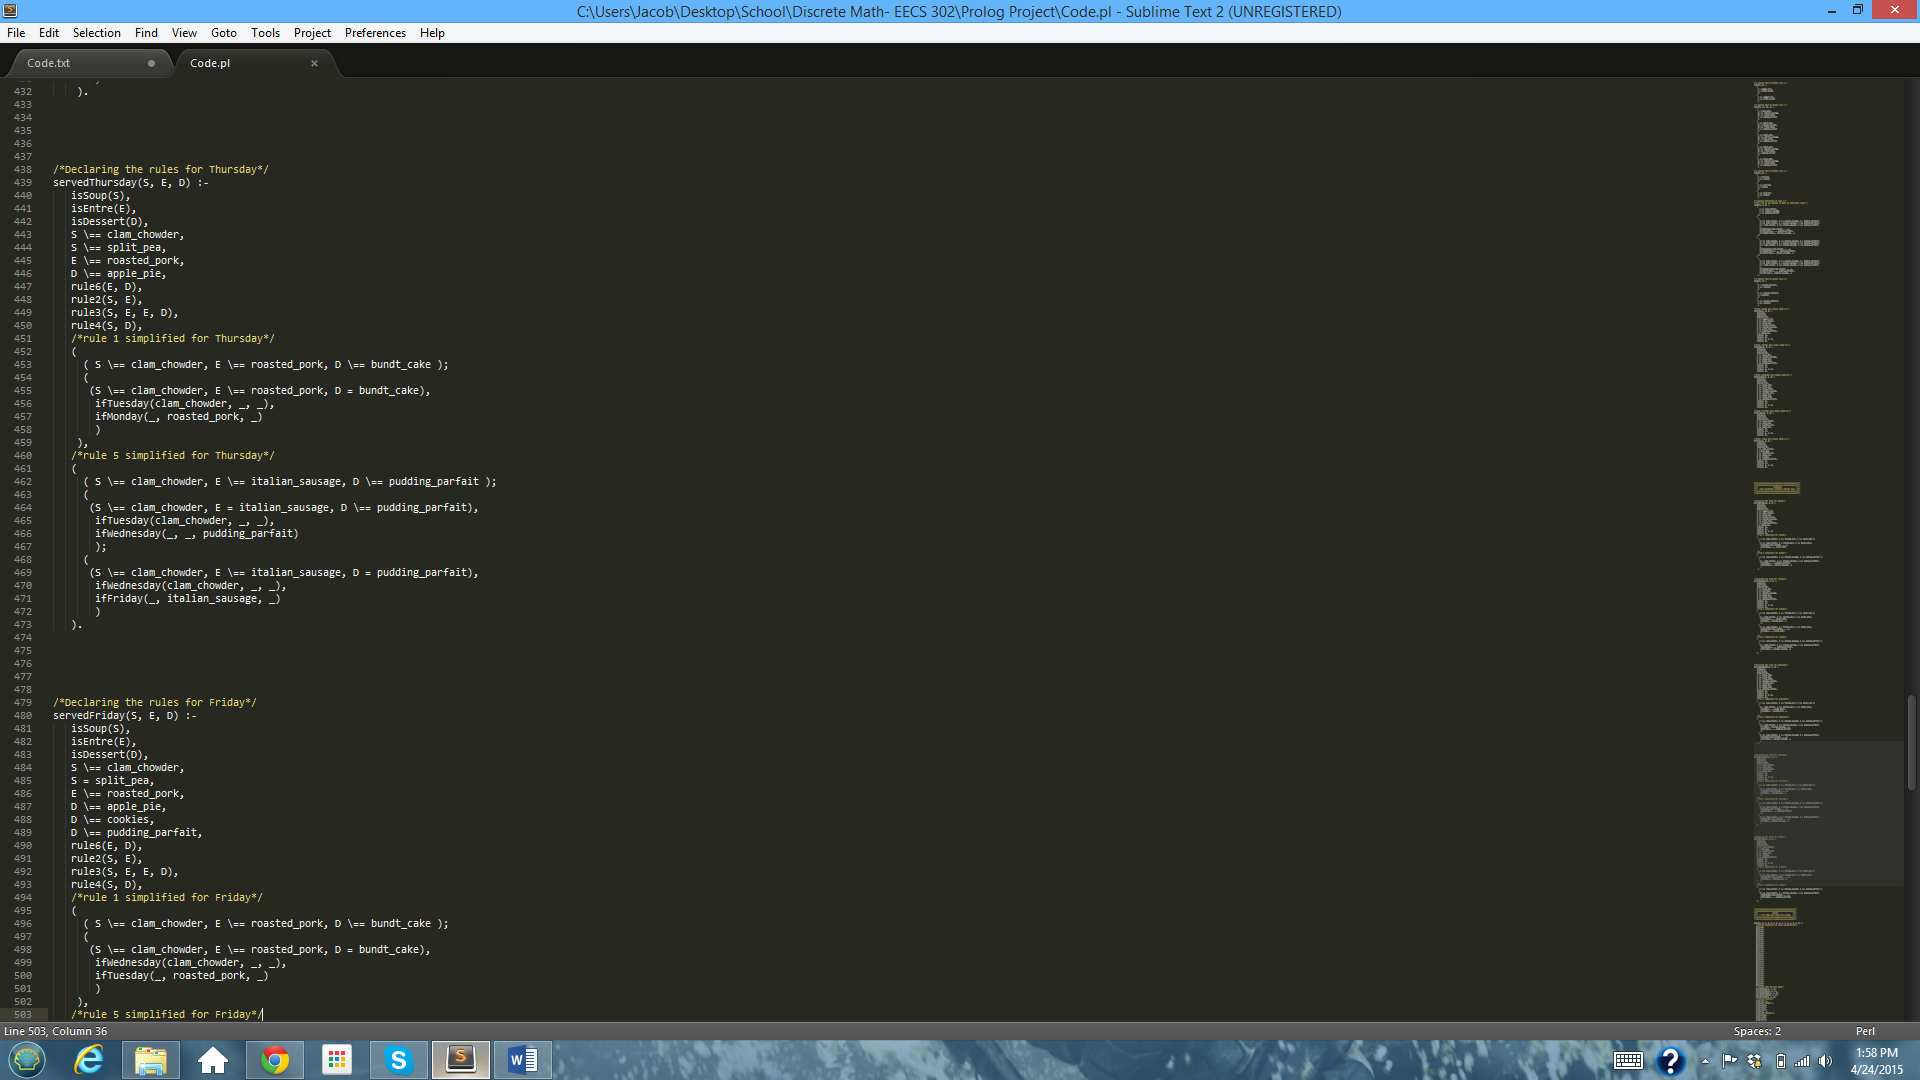 C:\Users\Jacob\Desktop\School\Discrete Math- EECS 302\Prolog Project\Code.pl - Sublime Text 2 (UNREGISTERED)
File Edit Selection Find View Goto Tools Project Preferences Help
Code.txt Code.pl
432 ).
433
434
435
436
437
438 /*Declaring the rules for Thursday*/
439 servedThursday(S, E, D) :-
440 isSoup(S),
441 isEntre(E),
442 isDessert(D),
443 S \== clam_chowder,
444 S \== split_pea,
445 E \== roasted_pork,
446 D \== apple_pie,
447 rule6(E, D),
448 rule2(S, E),
449 rule3(S, E, E, D),
450 rule4(S, D),
451 /*rule 1 simplified for Thursday*/
452 (
453 ( S \== clam_chowder, E \== roasted_pork, D \== bundt_cake );
454 (
455 (S \== clam_chowder, E \== roasted_pork, D = bundt_cake),
456 ifTuesday(clam_chowder, _, _),
457 ifMonday(_, roasted_pork, _)
458 )
459 ),
460 /*rule 5 simplified for Thursday*/
461 (
462 ( S \== clam_chowder, E \== italian_sausage, D \== pudding_parfait );
463 (
464 (S \== clam_chowder, E = italian_sausage, D \== pudding_parfait),
465 ifTuesday(clam_chowder, _, _),
466 ifWednesday(_, _, pudding_parfait)
467 );
468 (
469 (S \== clam_chowder, E \== italian_sausage, D = pudding_parfait),
470 ifWednesday(clam_chowder, _, _),
471 ifFriday(_, italian_sausage, _)
472 )
473 ).
474
475
476
477
478
479 /*Declaring the rules for Friday*/
480 servedFriday(S, E, D) :-
481 isSoup(S),
482 isEntre(E),
483 isDessert(D),
484 S \== clam_chowder,
485 S = split_pea,
486 E \== roasted_pork,
487 D \== apple_pie,
488 D \== cookies,
489 D \== pudding_parfait,
490 rule6(E, D),
491 rule2(S, E),
492 rule3(S, E, E, D),
493 rule4(S, D),
494 /*rule 1 simplified for Friday*/
495 (
496 ( S \== clam_chowder, E \== roasted_pork, D \== bundt_cake );
497 (
498 (S \== clam_chowder, E \== roasted_pork, D = bundt_cake),
499 ifWednesday(clam_chowder, _, _),
500 ifTuesday(_, roasted_pork, _)
501 )
502 ),
503 /*rule 5 simplified for Friday*/
Line 503, Column 36 Spaces: 2 Perl
1:58 PM
4/24/2015